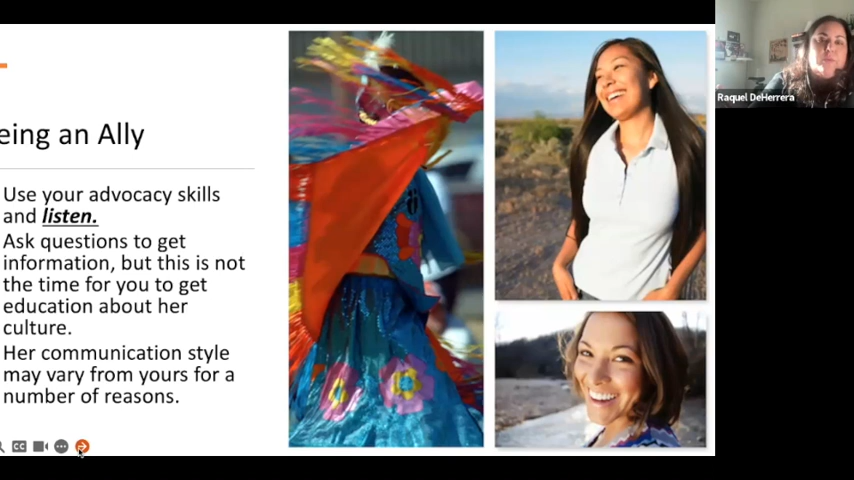 eing an Ally
Use your advocacy skills
and listen.
Ask questions to get
information, but this is not
the time for you to get
education about her
culture.
Her communication style
may vary from yours for a
number of reasons.
CC
Raquel DeHerrera